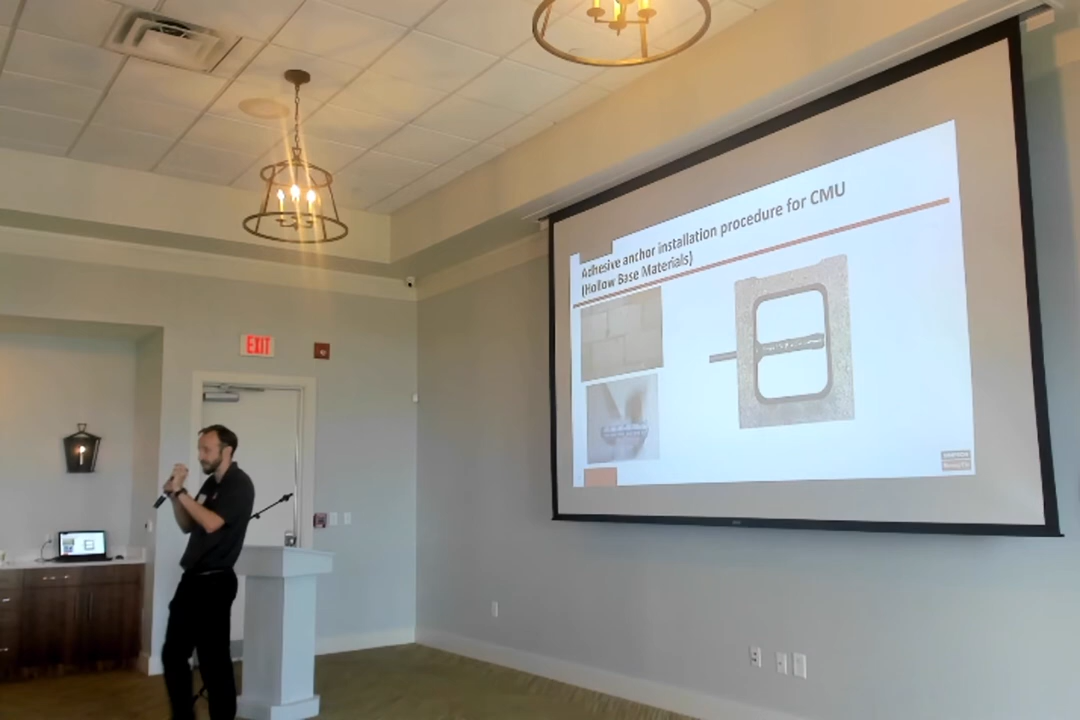 EXIT
Adhesive anchor installation procedure for CMU
(Hollow Base Materials)